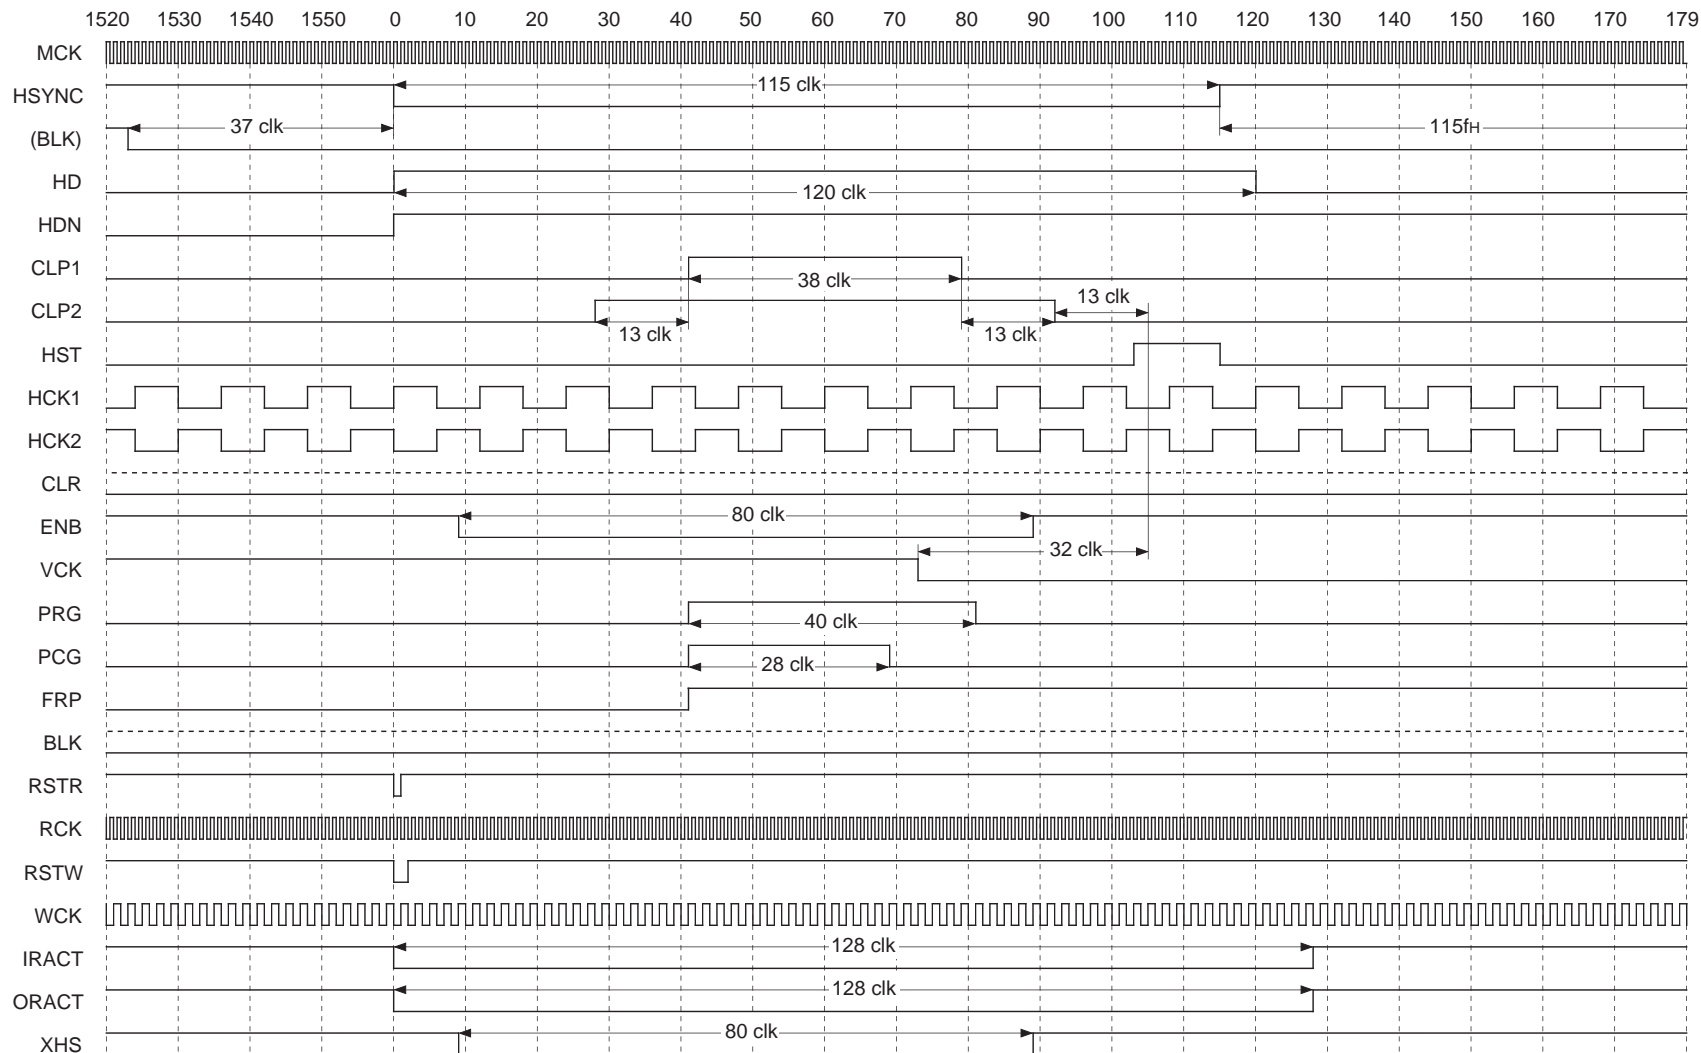 1520 1530 1540 1550 0 10 20 30 40 50 60 70 80 90 100 110 120 130 140 150 160 170 179
MCK
HSYNC 115 clk
(BLK) 37 clk 115fH
HD 120 clk
HDN
CLP1 38 clk
CLP2 13 clk 13 clk 13 clk
HST
HCK1
HCK2
CLR
ENB 80 clk
VCK 32 clk
PRG 40 clk
PCG 28 clk
FRP
BLK
RSTR
RCK
RSTW
WCK
IRACT 128 clk
ORACT 128 clk
XHS 80 clk